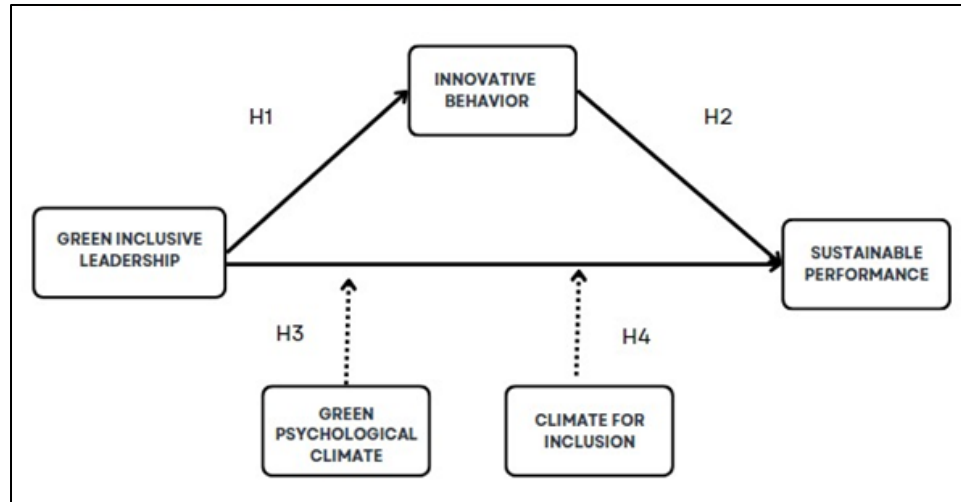 INNOVATIVE
BEHAVIOR
H1
H2
GREEN INCLUSIVE
LEADERSHIP
SUSTAINABLE
PERFORMANCE
H3
H4
GREEN
PSYCHOLOGICAL
CLIMATE
CLIMATE FOR
INCLUSION